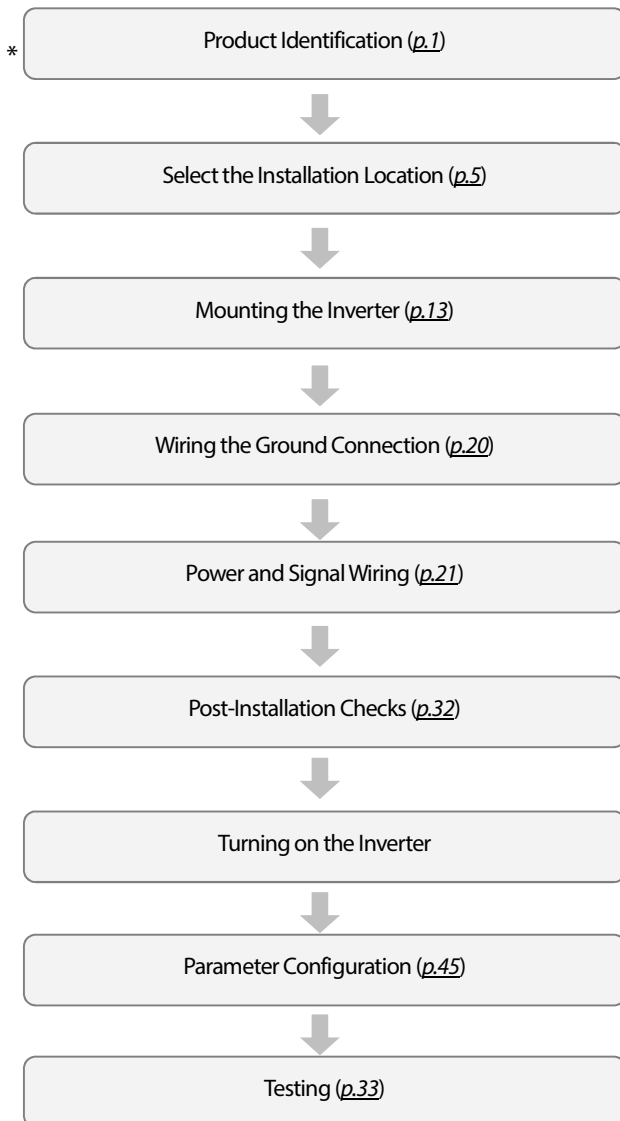 Product Identification (p.1)
*
Select the Installation Location (p.5)
Mounting the Inverter (p.13)
Wiring the Ground Connection (p.20)
Power and Signal Wiring (p.21)
Post-Installation Checks (p.32)
Turning on the Inverter
Parameter Configuration (p.45)
Testing (p.33)